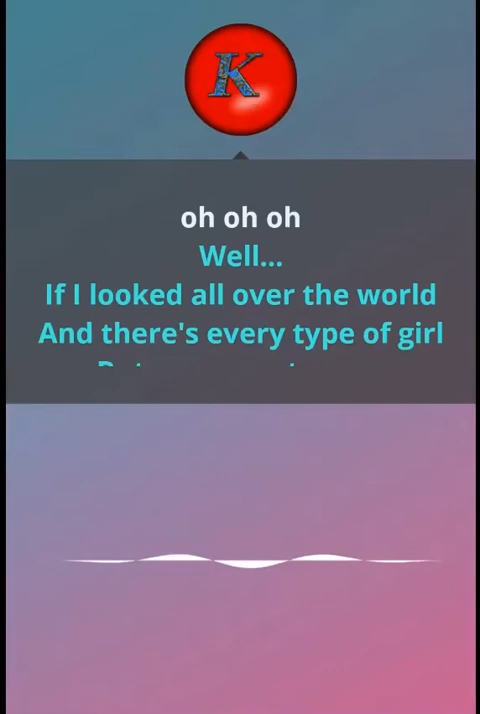 K
oh oh oh
Well...
If I looked all over the world
And there's every type of girl